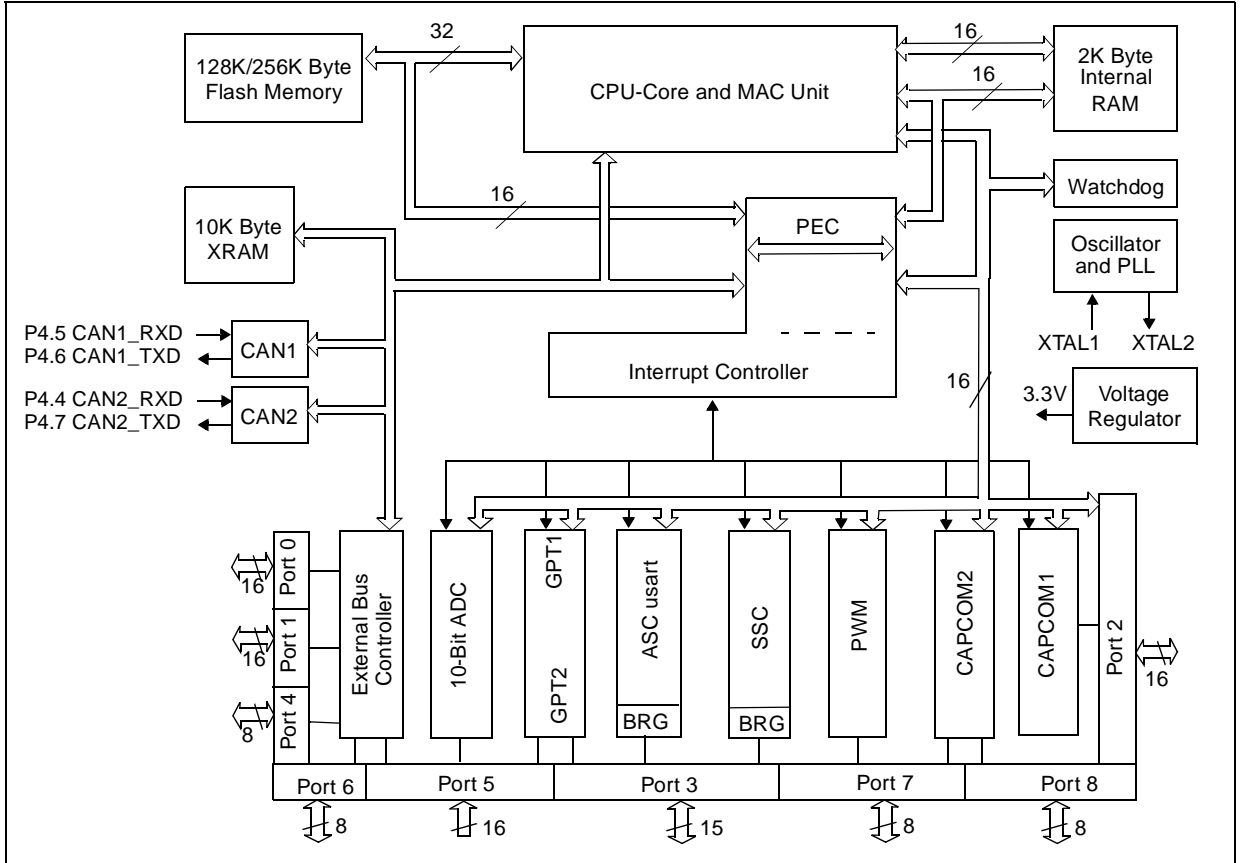 32
16
128K/256K Byte
Flash Memory
CPU-Core and MAC Unit
2K Byte
Internal
RAM
16
16
Watchdog
10K Byte
XRAM
PEC
Oscillator
and PLL
P4.5 CAN1_RXD
P4.6 CAN1_TXD
CAN1
XTAL1
XTAL2
Interrupt Controller
16
P4.4 CAN2_RXD
P4.7 CAN2_TXD
CAN2
3.3V
Voltage
Regulator
Port 0
16
Port 1
16
Port 4
8
External Bus
Controller
10-Bit ADC
GPT1
GPT2
ASC usart
BRG
SSC
BRG
PWM
CAPCOM2
CAPCOM1
Port 2
16
Port 6
Port 5
Port 3
Port 7
Port 8
8
16
15
8
8